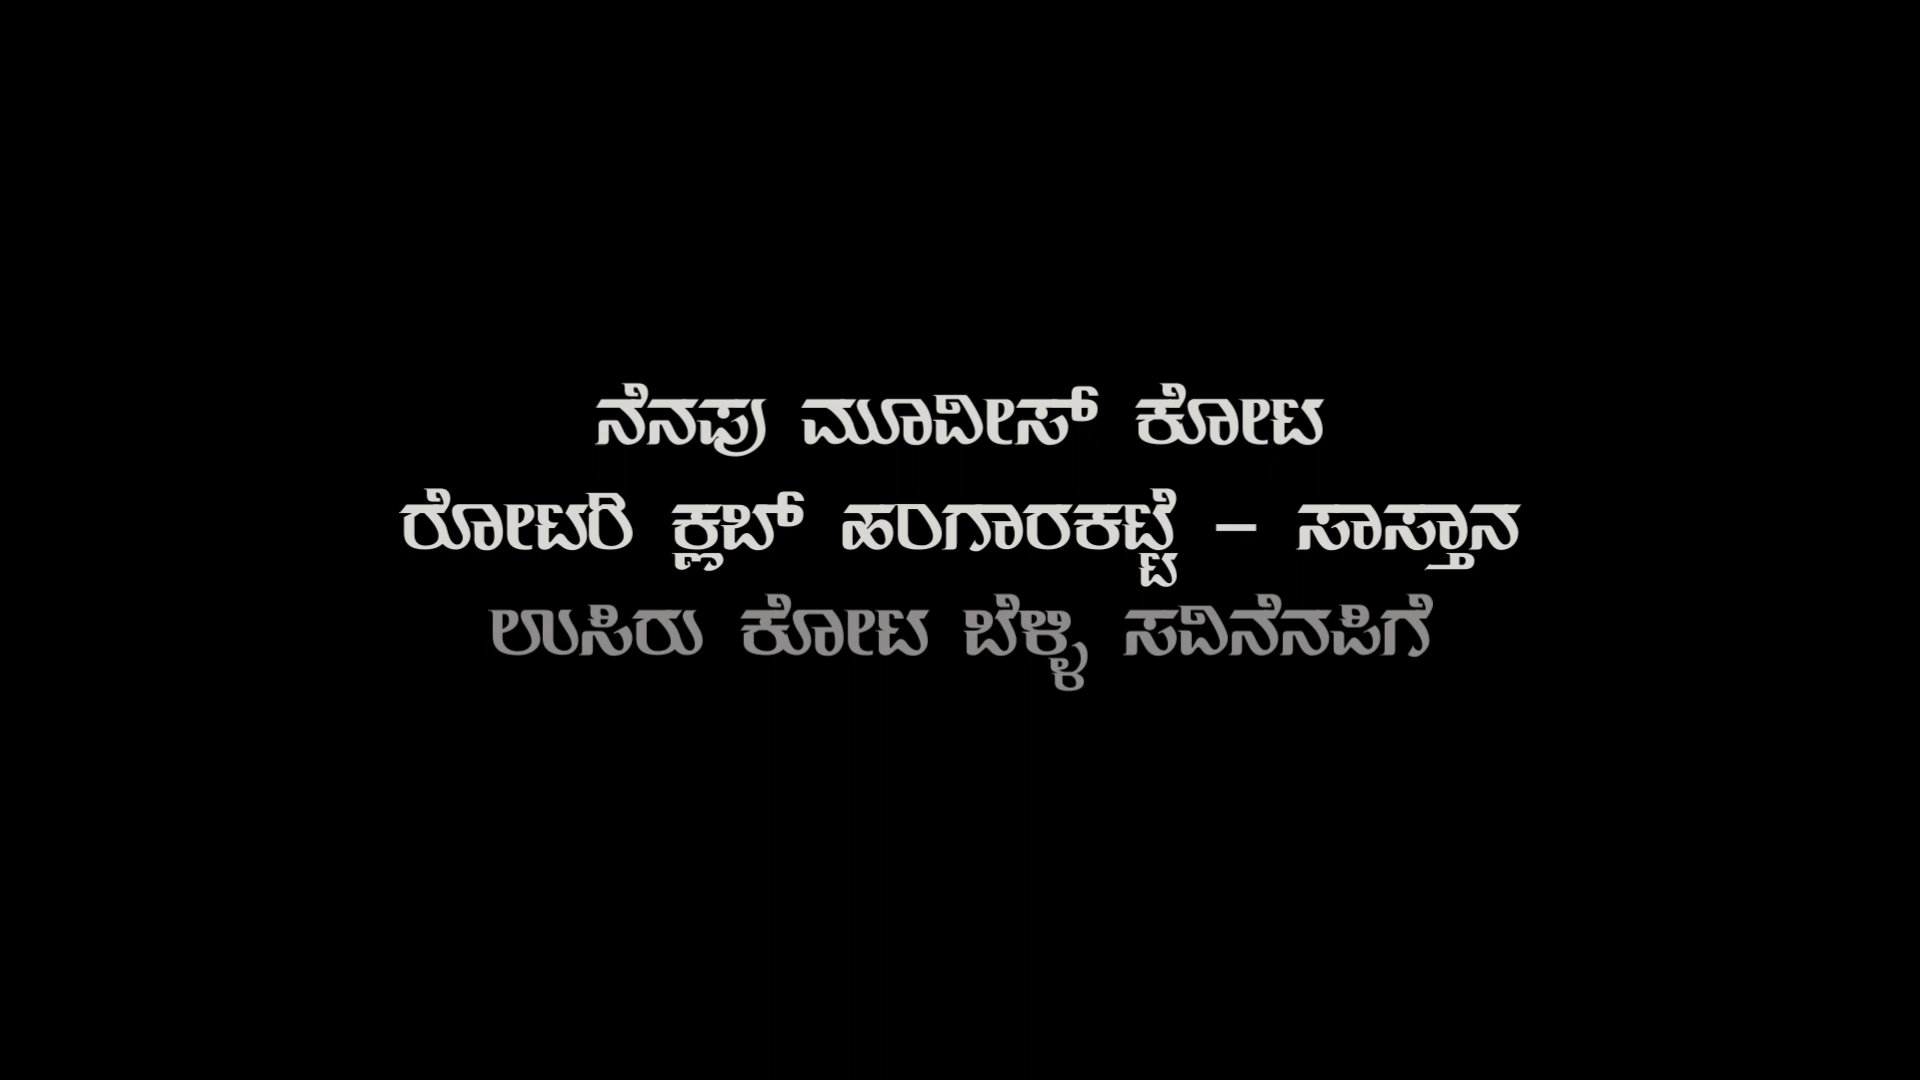 ನೆನಪು ಮೂವೀಸ್ ಕೋಟ
ರೋಟರಿ ಕ್ಲಬ್ ಹಂಗಾರಕಟ್ಟೆ – ಸಾಸ್ತಾನ
ಉಸಿರು ಕೋಟ ಬೆಳ್ಳಿ ಸವಿನೆನಪಿಗೆ